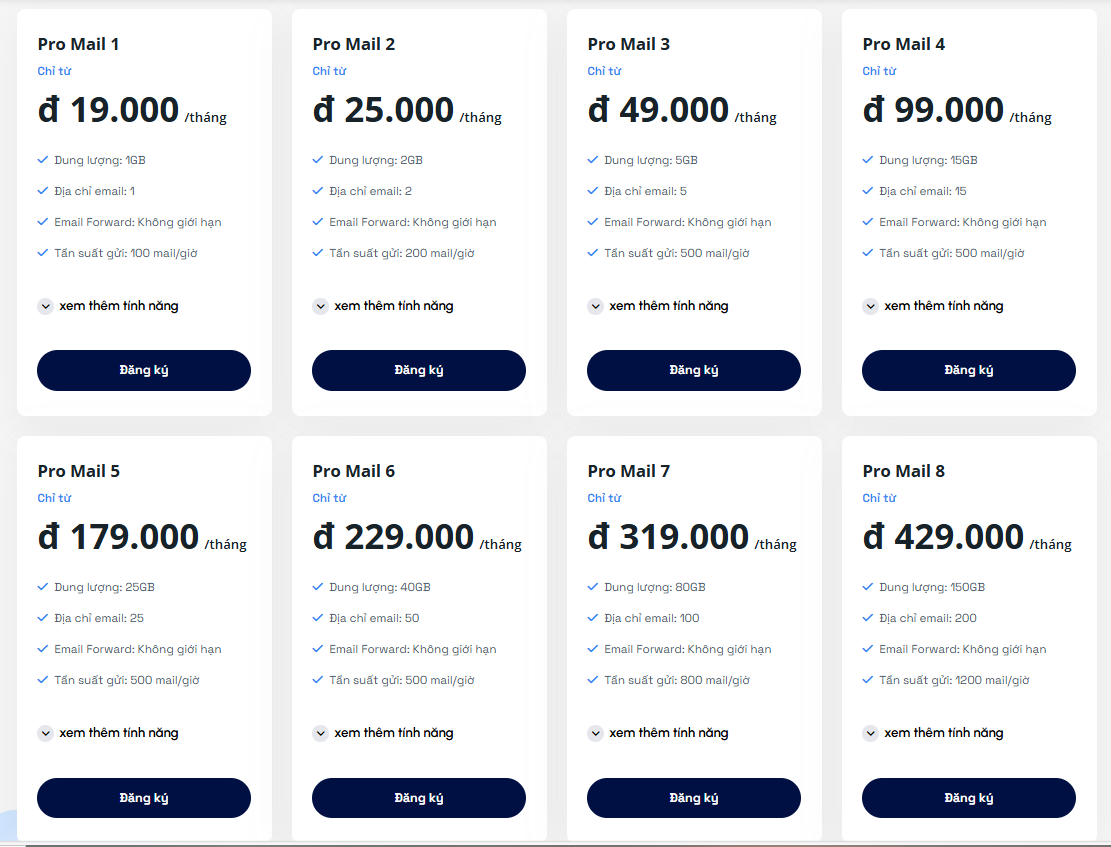 Pro Mail 1
Chỉ từ
đ 19.000 /tháng
Dung lượng: 1GB
Địa chỉ email: 1
Email Forward: Không giới hạn
Tần suất gửi: 100 mail/giờ
xem thêm tính năng
Đăng ký
Pro Mail 2
Chỉ từ
đ 25.000 /tháng
Dung lượng: 2GB
Địa chỉ email: 2
Email Forward: Không giới hạn
Tần suất gửi: 200 mail/giờ
xem thêm tính năng
Đăng ký
Pro Mail 3
Chỉ từ
đ 49.000 /tháng
Dung lượng: 5GB
Địa chỉ email: 5
Email Forward: Không giới hạn
Tần suất gửi: 500 mail/giờ
xem thêm tính năng
Đăng ký
Pro Mail 4
Chỉ từ
đ 99.000 /tháng
Dung lượng: 15GB
Địa chỉ email: 15
Email Forward: Không giới hạn
Tần suất gửi: 500 mail/giờ
xem thêm tính năng
Đăng ký
Pro Mail 5
Chỉ từ
đ 179.000 /tháng
Dung lượng: 25GB
Địa chỉ email: 25
Email Forward: Không giới hạn
Tần suất gửi: 500 mail/giờ
xem thêm tính năng
Đăng ký
Pro Mail 6
Chỉ từ
đ 229.000 /tháng
Dung lượng: 40GB
Địa chỉ email: 50
Email Forward: Không giới hạn
Tần suất gửi: 500 mail/giờ
xem thêm tính năng
Đăng ký
Pro Mail 7
Chỉ từ
đ 319.000 /tháng
Dung lượng: 80GB
Địa chỉ email: 100
Email Forward: Không giới hạn
Tần suất gửi: 800 mail/giờ
xem thêm tính năng
Đăng ký
Pro Mail 8
Chỉ từ
đ 429.000 /tháng
Dung lượng: 150GB
Địa chỉ email: 200
Email Forward: Không giới hạn
Tần suất gửi: 1200 mail/giờ
xem thêm tính năng
Đăng ký